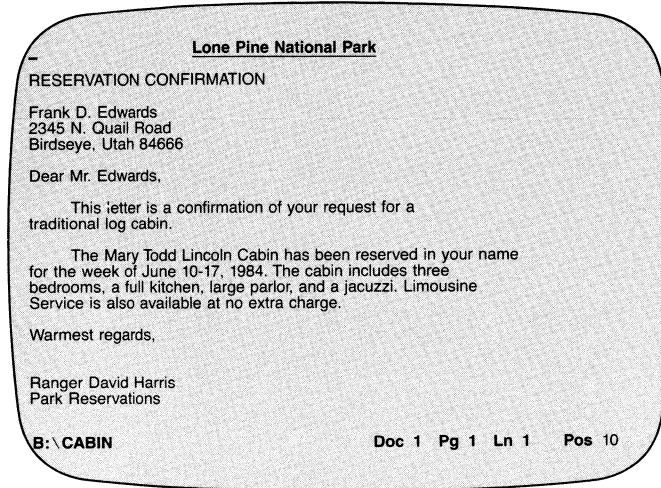 Lone Pine National Park
RESERVATION CONFIRMATION
Frank D. Edwards
2345 N. Quail Road
Birdseye, Utah 84666
Dear Mr. Edwards,
This letter is a confirmation of your request for a
traditional log cabin.
The Mary Todd Lincoln Cabin has been reserved in your name
for the week of June 10-17, 1984. The cabin includes three
bedrooms, a full kitchen, large parlor, and a jacuzzi. Limousine
Service is also available at no extra charge.
Warmest regards,
Ranger David Harris
Park Reservations
B:\CABIN Doc 1 Pg 1 Ln 1 Pos 10